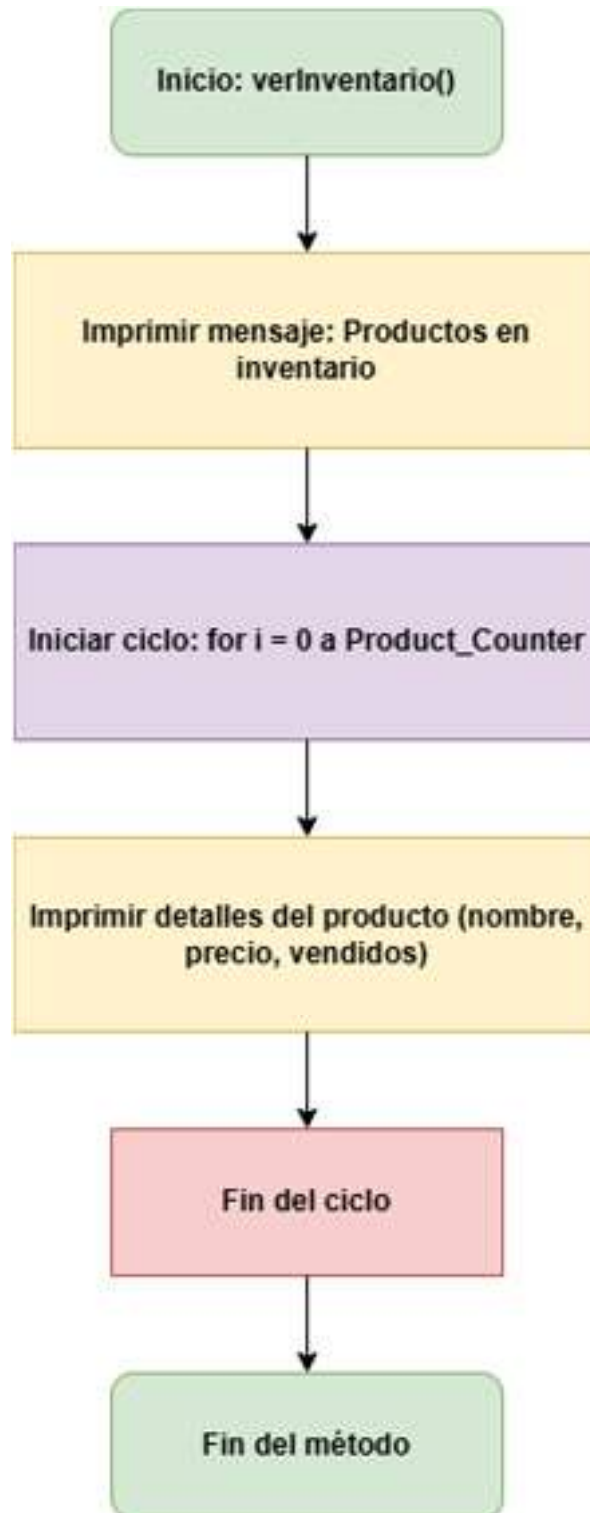 Inicio: verInventario()
Imprimir mensaje: Productos en
inventario
Iniciar ciclo: for i = 0 a Product_Counter
Imprimir detalles del producto (nombre,
precio, vendidos)
Fin del ciclo
Fin del método